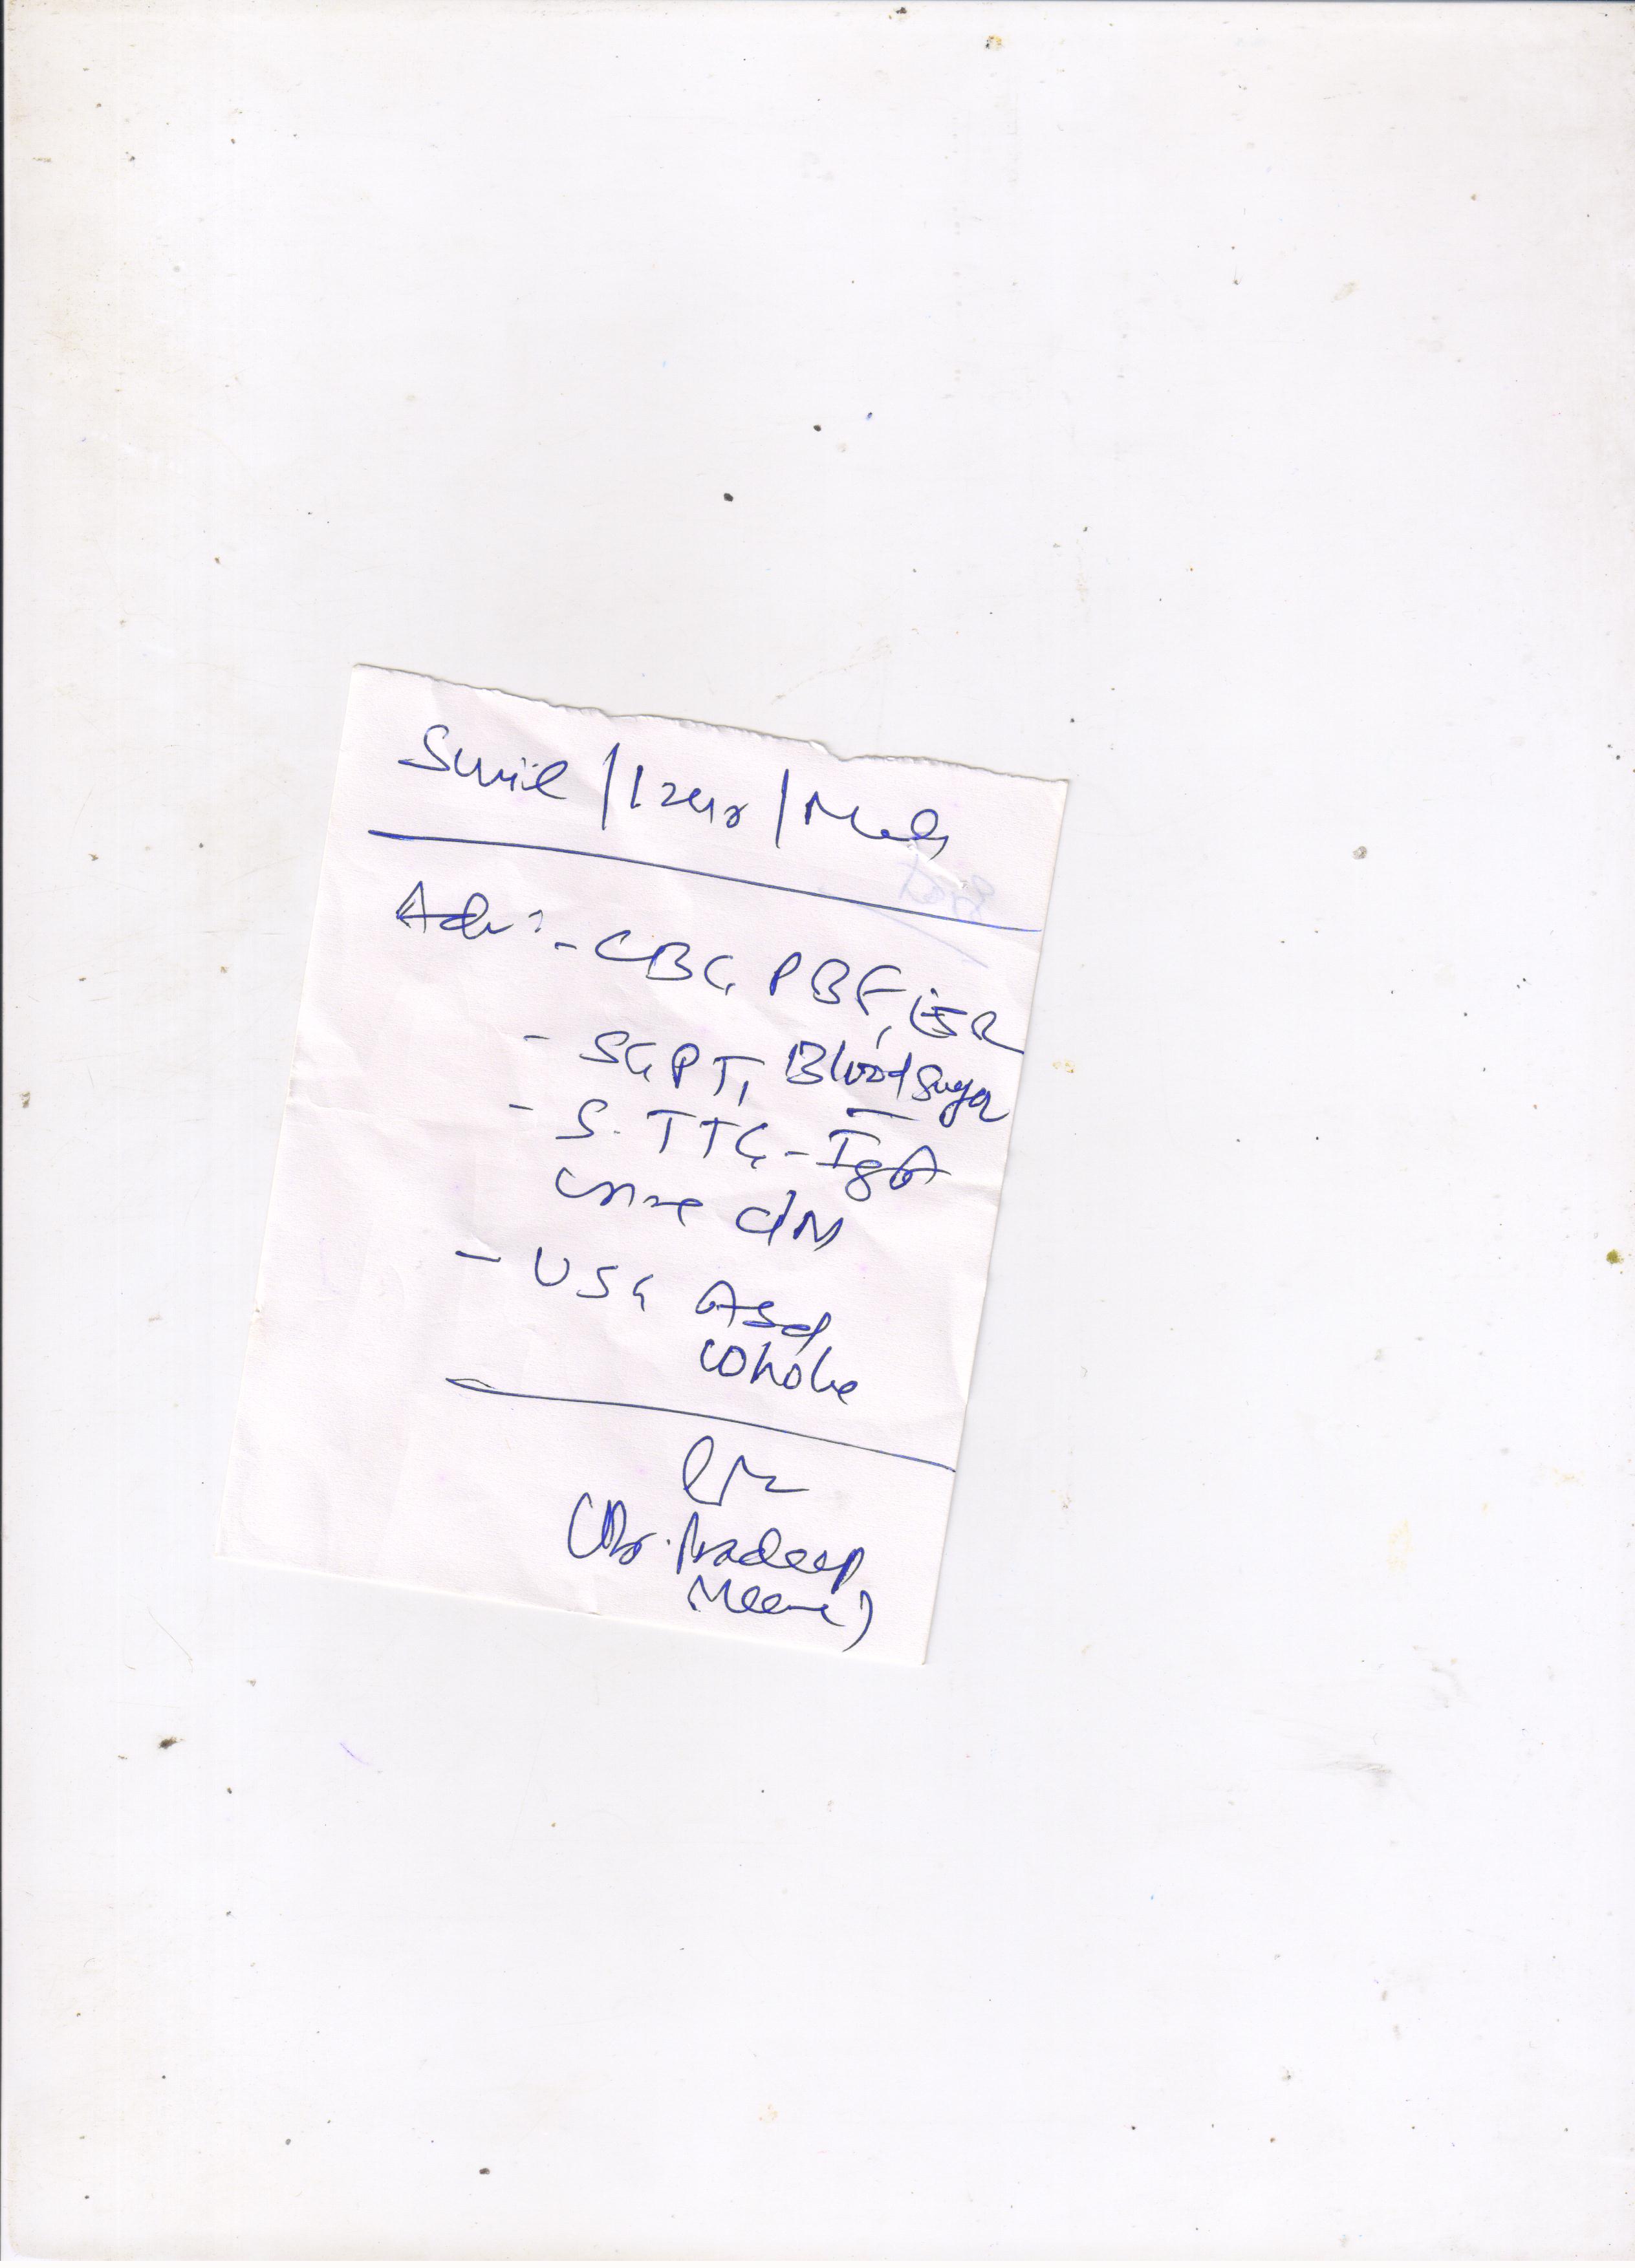 Sunil / 12yr / Male
Adv:- CBC, PBF, ESR
- SGPT, Blood Sugar
- S. TTG-IgA
Urine C/M
- USG Abd
whole
(Dr. Pradeep
Meena)